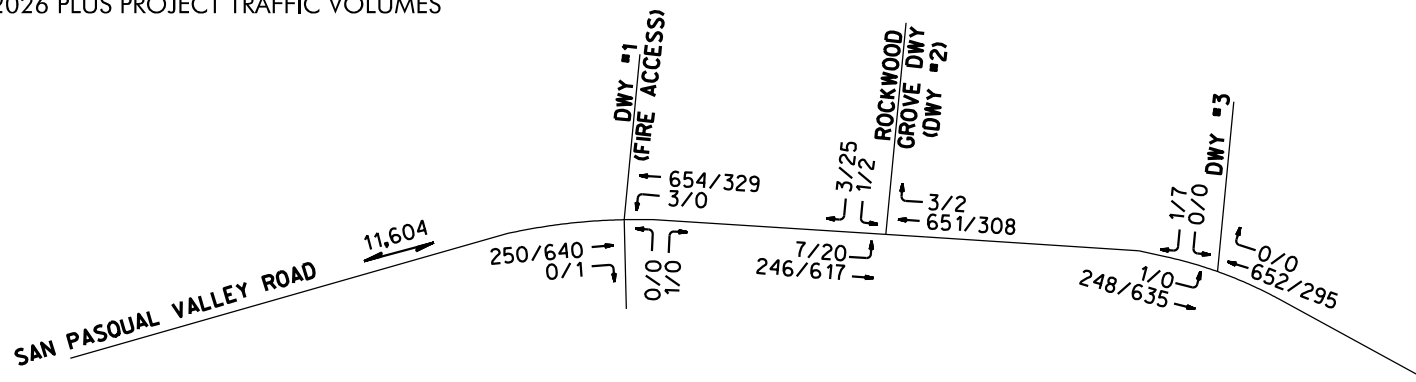 2026 PLUS PROJECT TRAFFIC VOLUMES
DWY #1
(FIRE ACCESS)
654/329
3/0
250/640
0/1
0/0
1/0
11,604
SAN PASQUAL VALLEY ROAD
ROCKWOOD
GROVE DWY
(DWY #2)
3/25
1/2
3/2
651/308
7/20
246/617
DWY #3
1/7
0/0
0/0
652/295
1/0
248/635